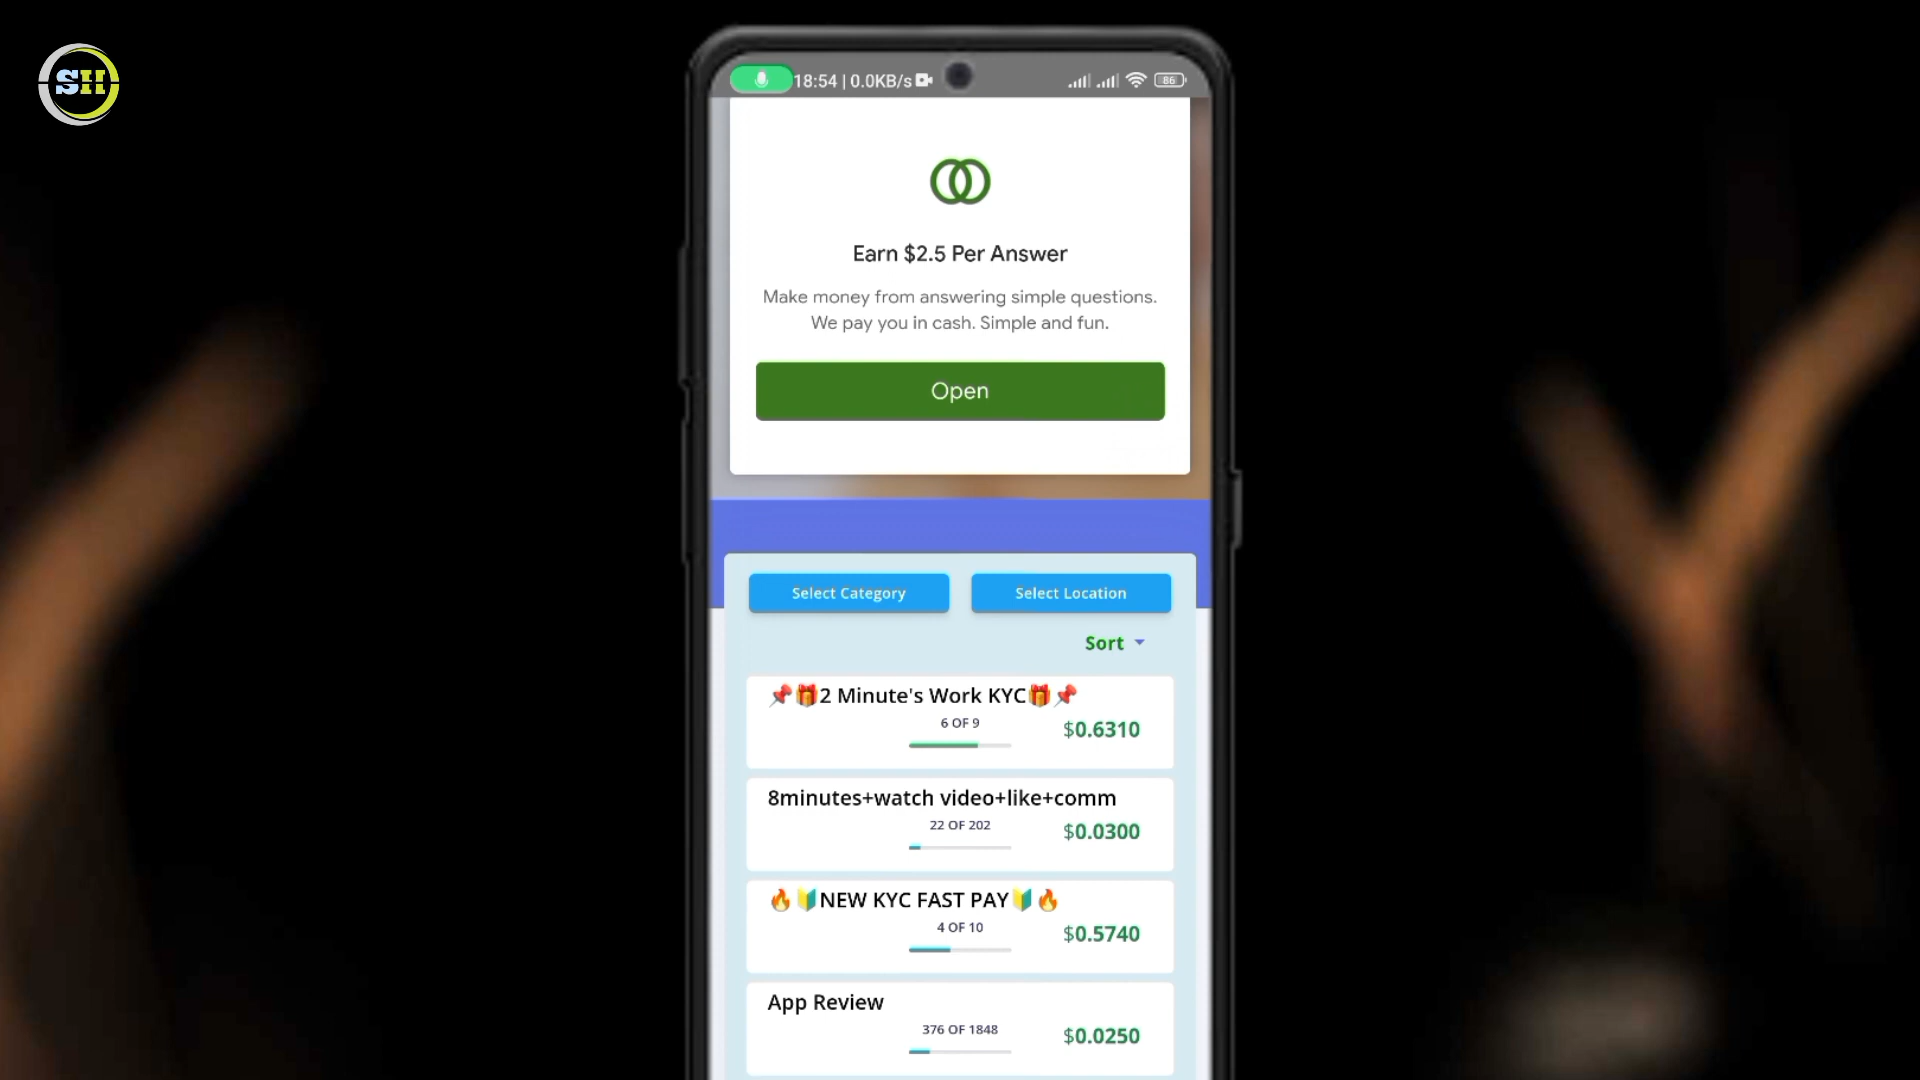 SH
18:54 | 0.0KB/s
86
Earn $2.5 Per Answer
Make money from answering simple questions.
We pay you in cash. Simple and fun.
Open
Select Category
Select Location
Sort
📌🎁2 Minute's Work KYC🎁📌
6 OF 9
$0.6310
8minutes+watch video+like+comm
22 OF 202
$0.0300
🔥🔰NEW KYC FAST PAY🔰🔥
4 OF 10
$0.5740
App Review
376 OF 1848
$0.0250